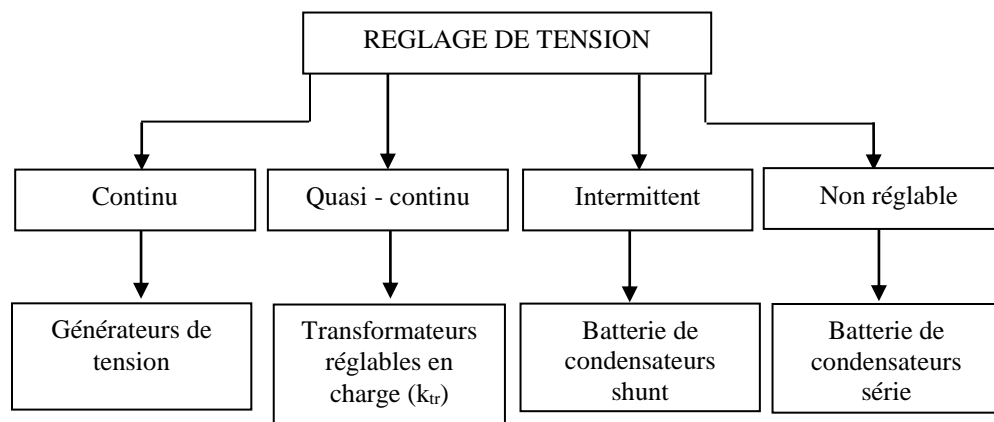 REGLAGE DE TENSION
Continu
Quasi - continu
Intermittent
Non réglable
Générateurs de
tension
Transformateurs
réglables en
charge (ktr)
Batterie de
condensateurs
shunt
Batterie de
condensateurs
série